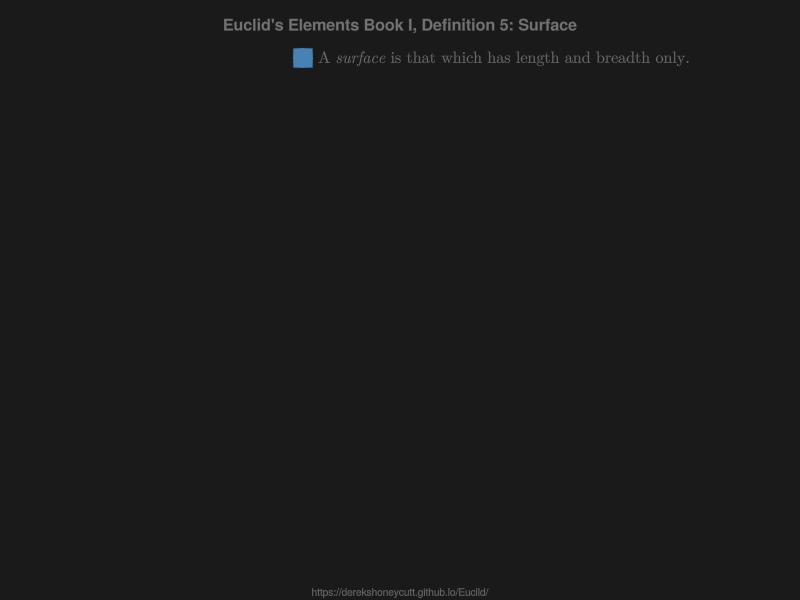 Euclid's Elements Book I, Definition 5: Surface
A surface is that which has length and breadth only.
https://derekshoneycutt.github.io/Euclid/